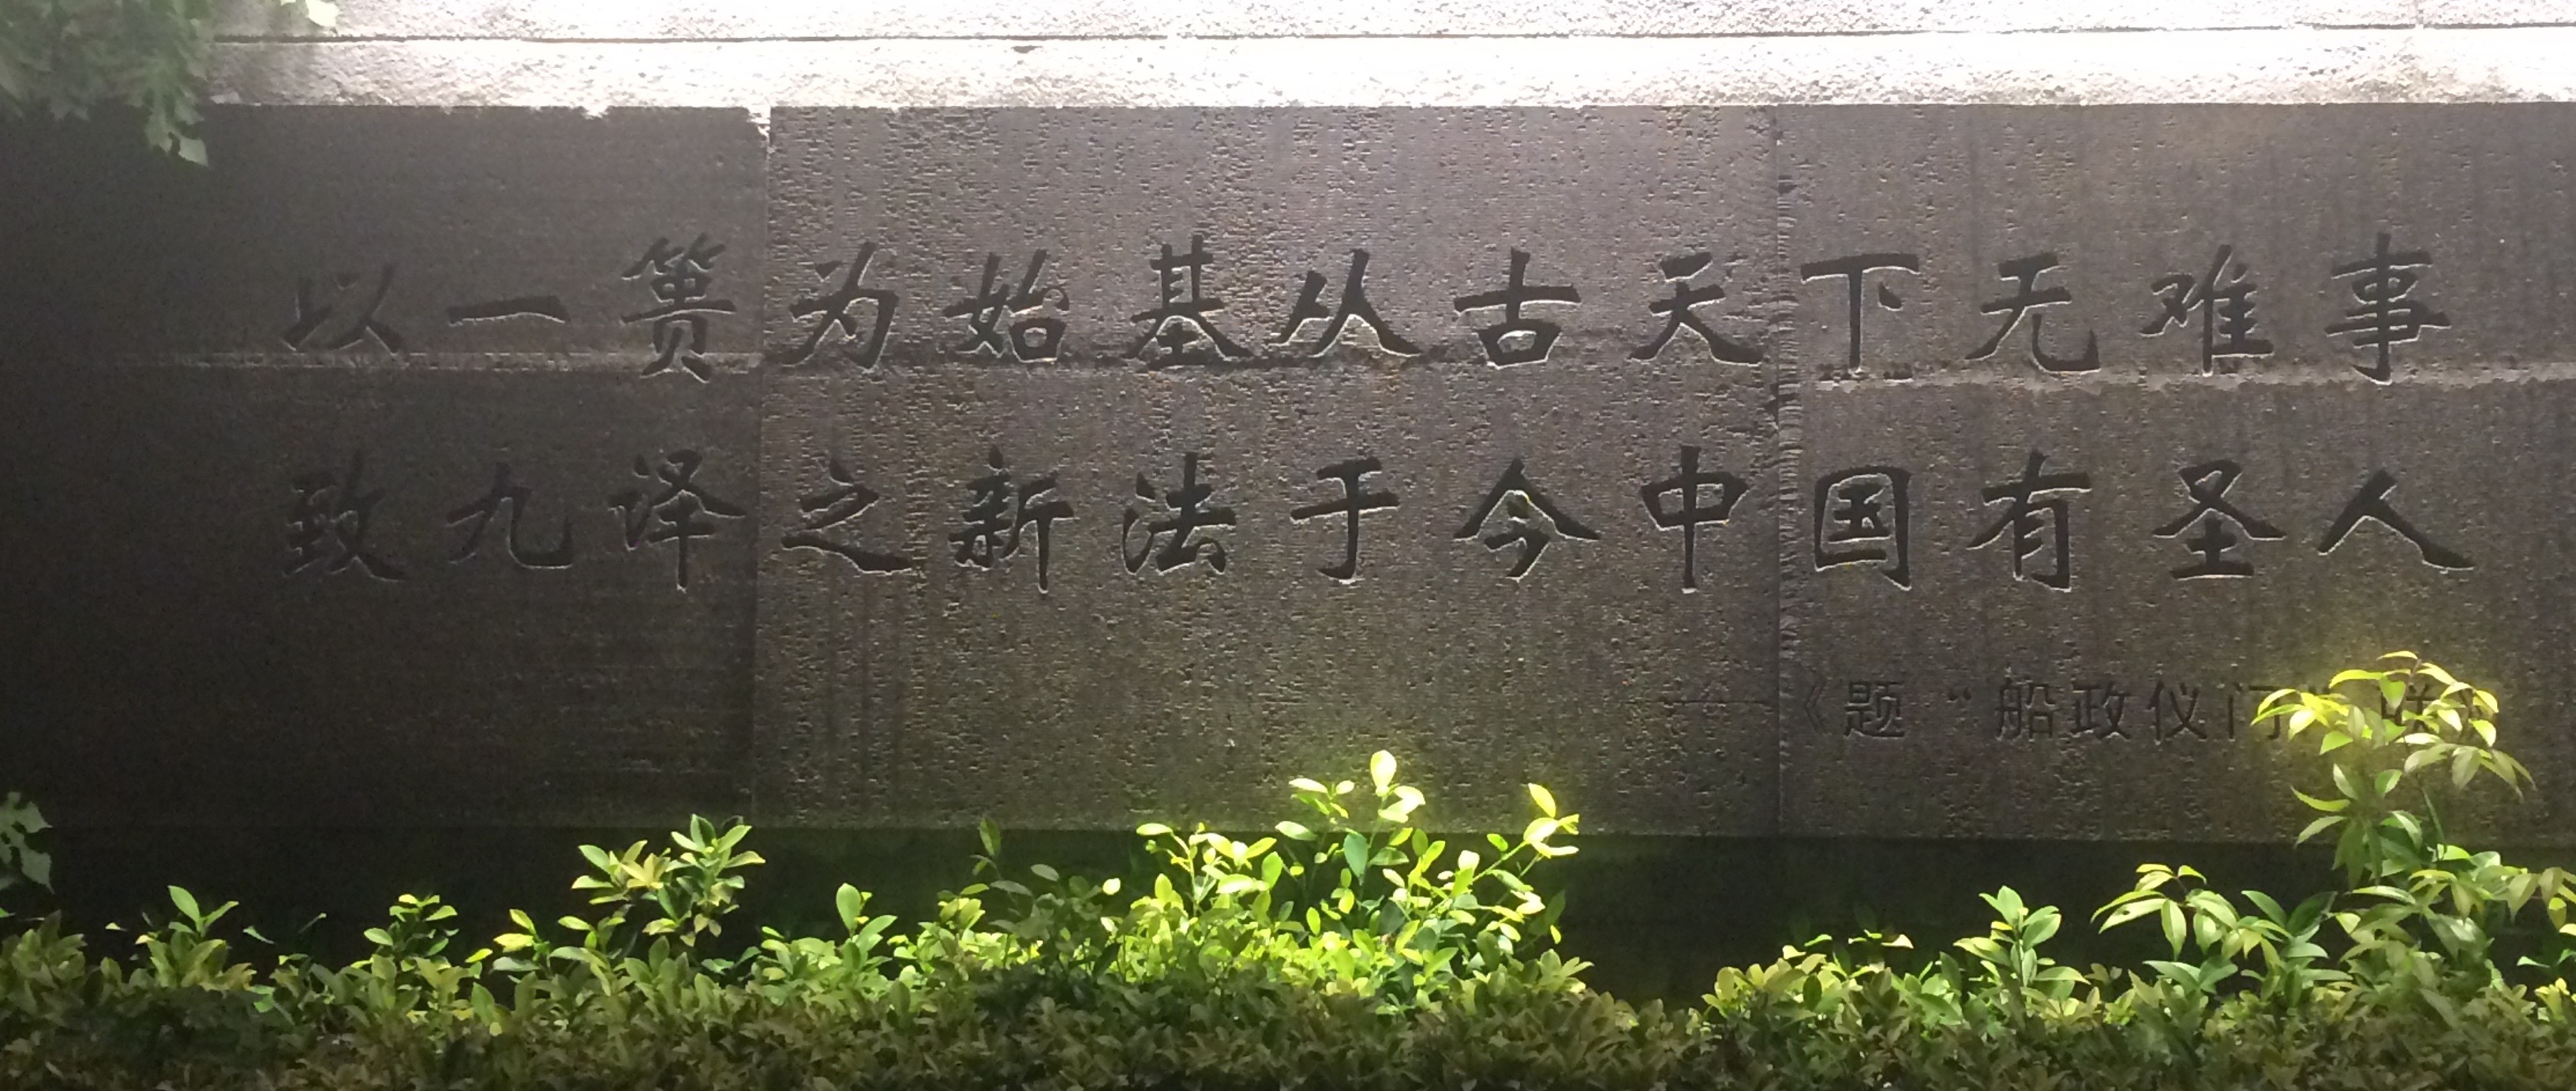 以一篑为始基从古天下无难事
致九译之新法于今中国有圣人
——《题“船政仪门”联》